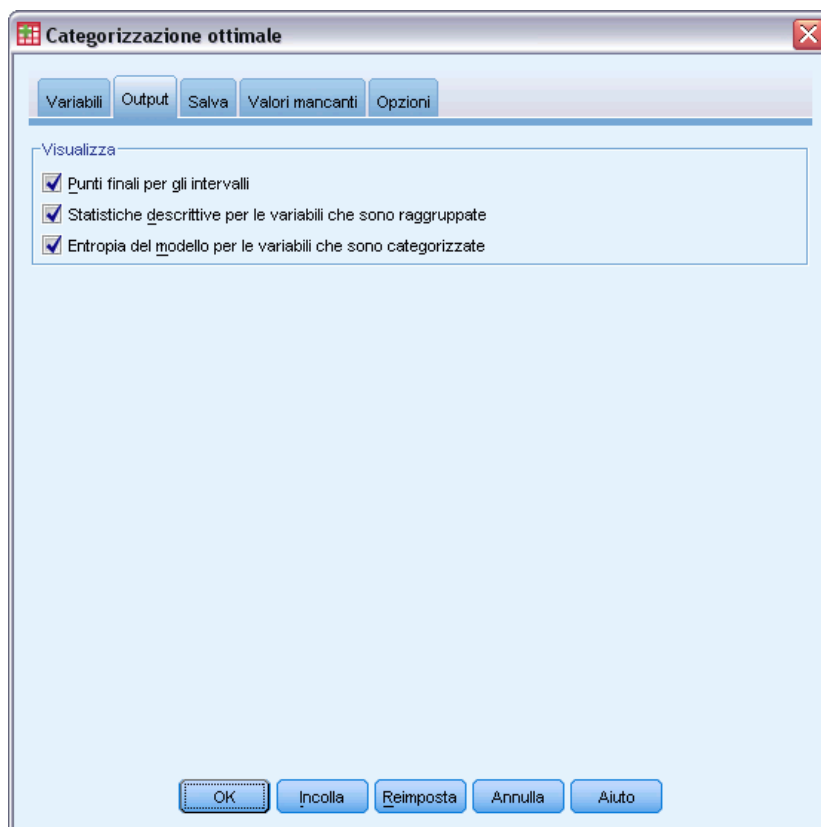 Categorizzazione ottimale
Variabili Output Salva Valori mancanti Opzioni
Visualizza
Punti finali per gli intervalli
Statistiche descrittive per le variabili che sono raggruppate
Entropia del modello per le variabili che sono categorizzate
OK Incolla Reimposta Annulla Aiuto